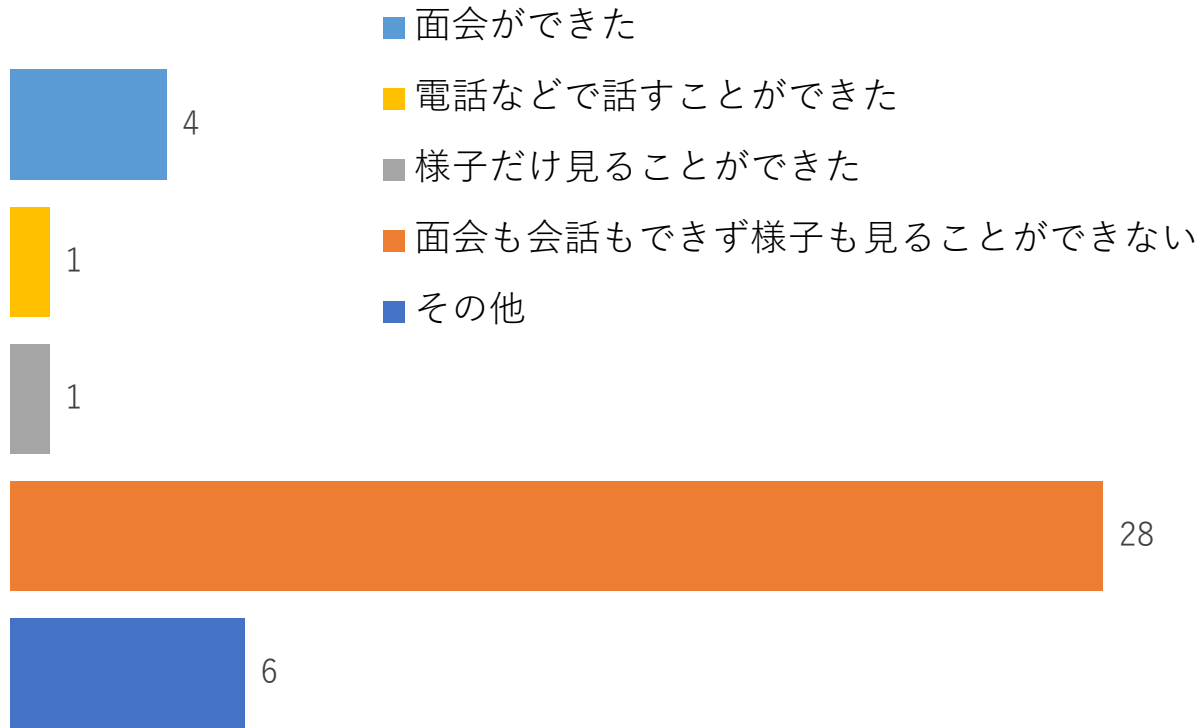 面会ができた
電話などで話すことができた
様子だけ見ることができた
面会も会話もできず様子も見ることができない
その他
4
1
1
28
6